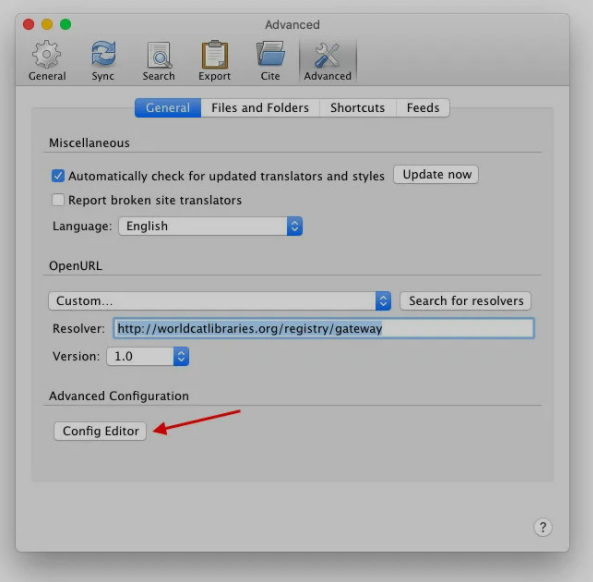 Advanced
General Sync Search Export Cite Advanced
General Files and Folders Shortcuts Feeds
Miscellaneous
Automatically check for updated translators and styles Update now
Report broken site translators
Language: English
OpenURL
Custom... Search for resolvers
Resolver: http://worldcatlibraries.org/registry/gateway
Version: 1.0
Advanced Configuration
Config Editor
?